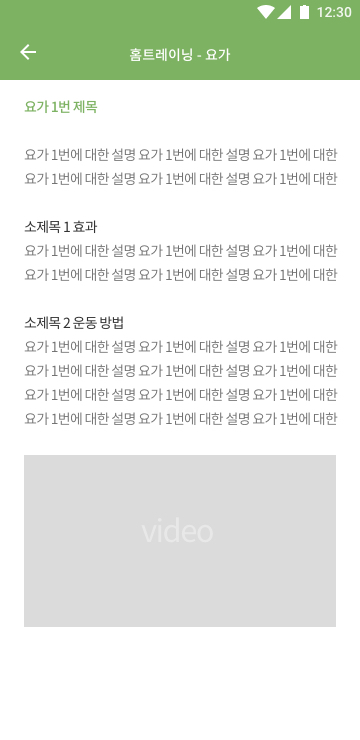 12:30
홈트레이닝 - 요가
요가 1번 제목
요가 1번에 대한 설명 요가 1번에 대한 설명 요가 1번에 대한
요가 1번에 대한 설명 요가 1번에 대한 설명 요가 1번에 대한
소제목 1 효과
요가 1번에 대한 설명 요가 1번에 대한 설명 요가 1번에 대한
요가 1번에 대한 설명 요가 1번에 대한 설명 요가 1번에 대한
소제목 2 운동 방법
요가 1번에 대한 설명 요가 1번에 대한 설명 요가 1번에 대한
요가 1번에 대한 설명 요가 1번에 대한 설명 요가 1번에 대한
요가 1번에 대한 설명 요가 1번에 대한 설명 요가 1번에 대한
요가 1번에 대한 설명 요가 1번에 대한 설명 요가 1번에 대한
video